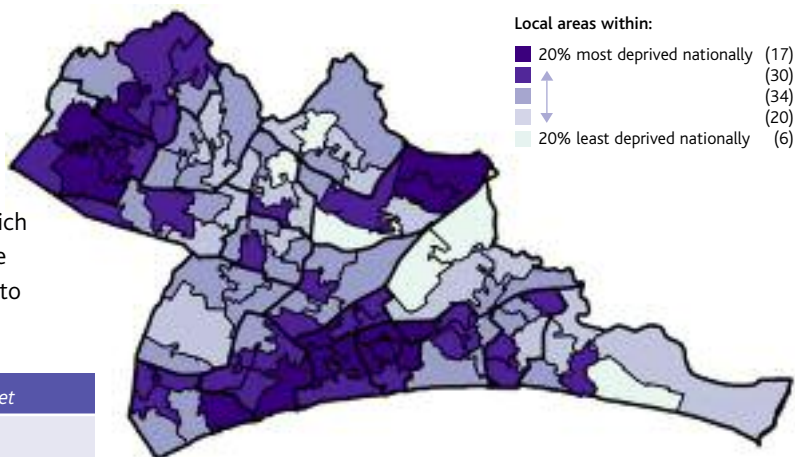 Local areas within:
20% most deprived nationally (17)
(30)
(34)
(20)
20% least deprived nationally (6)